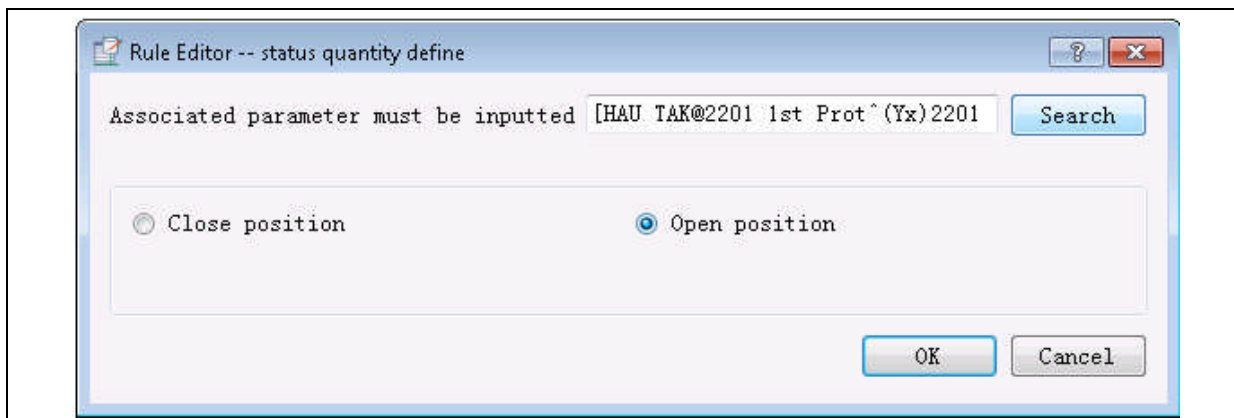 Rule Editor -- status quantity define
Associated parameter must be inputted [HAU TAK@2201 1st Prot^(Yx)2201 Search
Close position Open position
OK Cancel